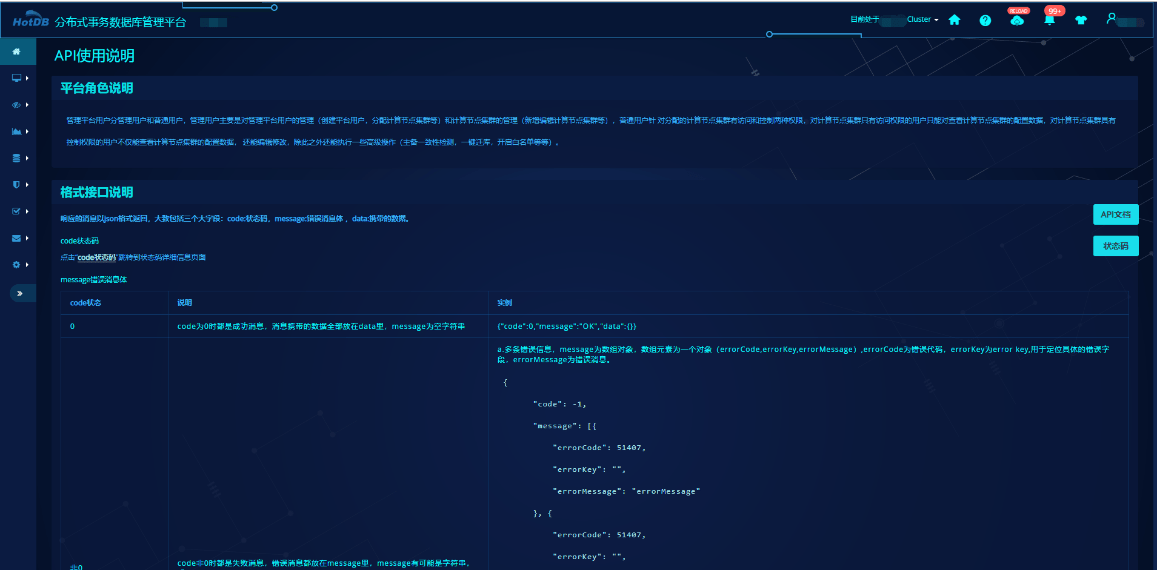 HotDB 分布式事务数据库管理平台
目前处于 Cluster
RELOAD
99+
API使用说明
平台角色说明
管理平台用户分管理用户和普通用户，管理用户主要是对管理平台用户的管理（创建平台用户，分配计算节点集群等）和计算节点集群的管理（新增编辑计算节点集群等），普通用户针 对分配的计算节点集群有访问和控制两种权限，对计算节点集群只有访问权限的用户只能对查看计算节点集群的配置数据，对计算节点集群具有
控制权限的用户不仅能查看计算节点集群的配置数据， 还能编辑修改，除此之外还能执行一些高级操作（主备一致性检测，一键迁库，开启白名单等等）。
格式接口说明
响应的消息以json格式返回，大致包括三个大字段：code:状态码，message:错误消息体 ，data:携带的数据。
API文档
code状态码
状态码
点击"code状态码"跳转到状态码详细信息页面
message错误消息体
code状态 说明 实例
0 code为0时都是成功消息，消息携带的数据全部放在data里，message为空字符串 {"code":0,"message":"OK","data":{}}
a.多条错误信息，message为数组对象，数组元素为一个对象（errorCode,errorKey,errorMessage）,errorCode为错误代码，errorKey为error key,用于定位具体的错误字
段，errorMessage为错误消息。
{
"code": -1,
"message": [{
"errorCode": 51407,
"errorKey": "",
"errorMessage": "errorMessage"
}, {
"errorCode": 51407,
"errorKey": "",
非0 code非0时都是失败消息，错误消息都放在message里，message有可能是字符串，